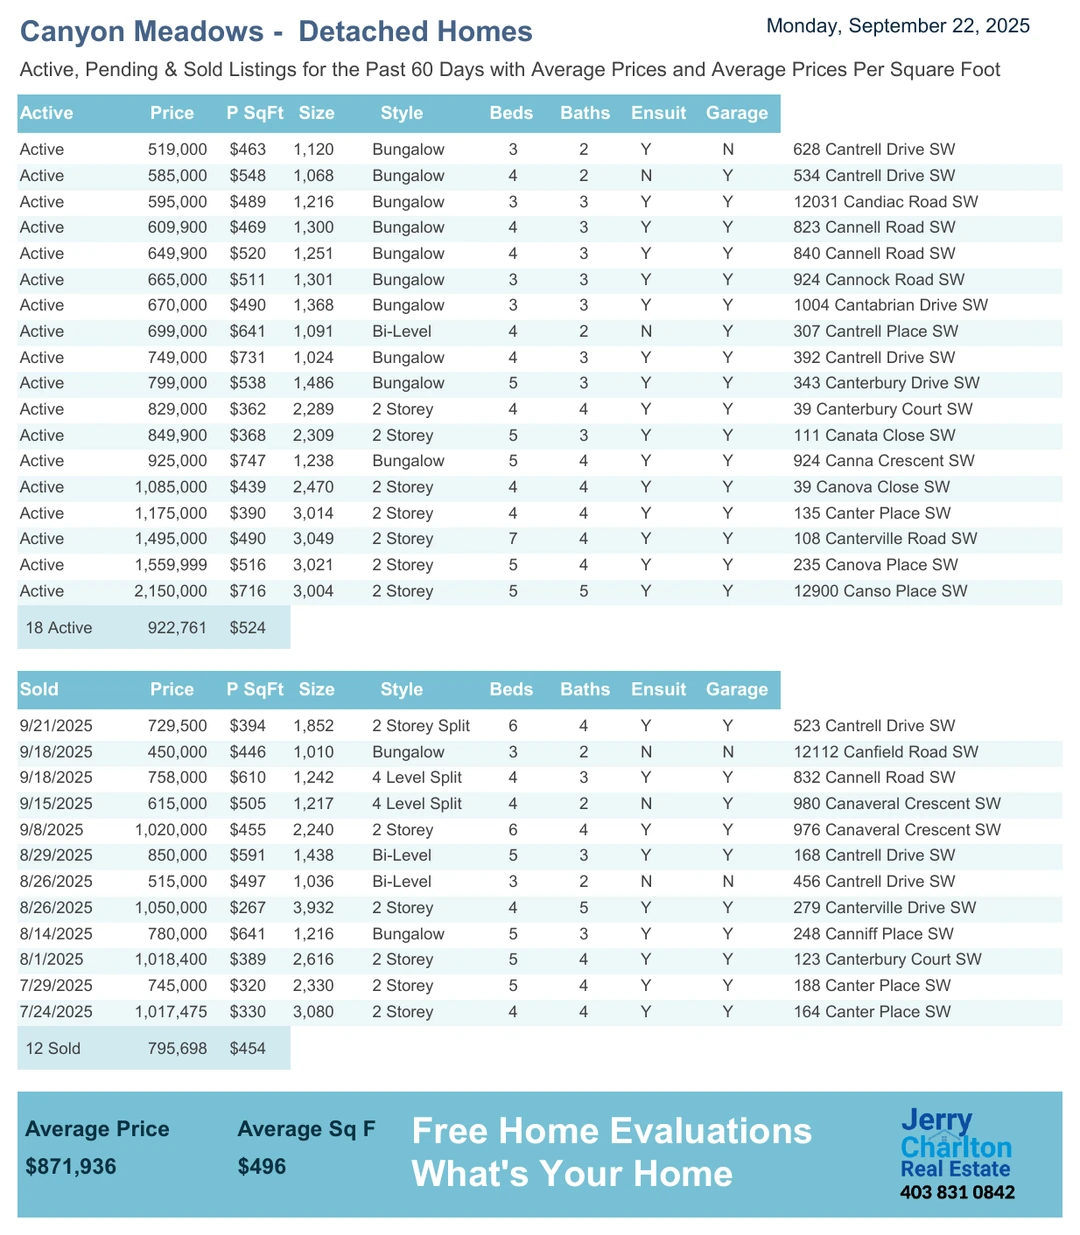 Canyon Meadows - Detached Homes
Monday, September 22, 2025
Active, Pending & Sold Listings for the Past 60 Days with Average Prices and Average Prices Per Square Foot
Active Price P SqFt Size Style Beds Baths Ensuit Garage
Active 519,000 $463 1,120 Bungalow 3 2 Y N 628 Cantrell Drive SW
Active 585,000 $548 1,068 Bungalow 4 2 N Y 534 Cantrell Drive SW
Active 595,000 $489 1,216 Bungalow 3 3 Y Y 12031 Candiac Road SW
Active 609,900 $469 1,300 Bungalow 4 3 Y Y 823 Cannell Road SW
Active 649,900 $520 1,251 Bungalow 4 3 Y Y 840 Cannell Road SW
Active 665,000 $511 1,301 Bungalow 3 3 Y Y 924 Cannock Road SW
Active 670,000 $490 1,368 Bungalow 3 3 Y Y 1004 Cantabrian Drive SW
Active 699,000 $641 1,091 Bi-Level 4 2 N Y 307 Cantrell Place SW
Active 749,000 $731 1,024 Bungalow 4 3 Y Y 392 Cantrell Drive SW
Active 799,000 $538 1,486 Bungalow 5 3 Y Y 343 Canterbury Drive SW
Active 829,000 $362 2,289 2 Storey 4 4 Y Y 39 Canterbury Court SW
Active 849,900 $368 2,309 2 Storey 5 3 Y Y 111 Canata Close SW
Active 925,000 $747 1,238 Bungalow 5 4 Y Y 924 Canna Crescent SW
Active 1,085,000 $439 2,470 2 Storey 4 4 Y Y 39 Canova Close SW
Active 1,175,000 $390 3,014 2 Storey 4 4 Y Y 135 Canter Place SW
Active 1,495,000 $490 3,049 2 Storey 7 4 Y Y 108 Canterville Road SW
Active 1,559,999 $516 3,021 2 Storey 5 4 Y Y 235 Canova Place SW
Active 2,150,000 $716 3,004 2 Storey 5 5 Y Y 12900 Canso Place SW
18 Active 922,761 $524
Sold Price P SqFt Size Style Beds Baths Ensuit Garage
9/21/2025 729,500 $394 1,852 2 Storey Split 6 4 Y Y 523 Cantrell Drive SW
9/18/2025 450,000 $446 1,010 Bungalow 3 2 N N 12112 Canfield Road SW
9/18/2025 758,000 $610 1,242 4 Level Split 4 3 Y Y 832 Cannell Road SW
9/15/2025 615,000 $505 1,217 4 Level Split 4 2 N Y 980 Canaveral Crescent SW
9/8/2025 1,020,000 $455 2,240 2 Storey 6 4 Y Y 976 Canaveral Crescent SW
8/29/2025 850,000 $591 1,438 Bi-Level 5 3 Y Y 168 Cantrell Drive SW
8/26/2025 515,000 $497 1,036 Bi-Level 3 2 N N 456 Cantrell Drive SW
8/26/2025 1,050,000 $267 3,932 2 Storey 4 5 Y Y 279 Canterville Drive SW
8/14/2025 780,000 $641 1,216 Bungalow 5 3 Y Y 248 Canniff Place SW
8/1/2025 1,018,400 $389 2,616 2 Storey 5 4 Y Y 123 Canterbury Court SW
7/29/2025 745,000 $320 2,330 2 Storey 5 4 Y Y 188 Canter Place SW
7/24/2025 1,017,475 $330 3,080 2 Storey 4 4 Y Y 164 Canter Place SW
12 Sold 795,698 $454
Average Price Average Sq F
$871,936 $496
Free Home Evaluations
What's Your Home
Jerry
Charlton
Real Estate
403 831 0842